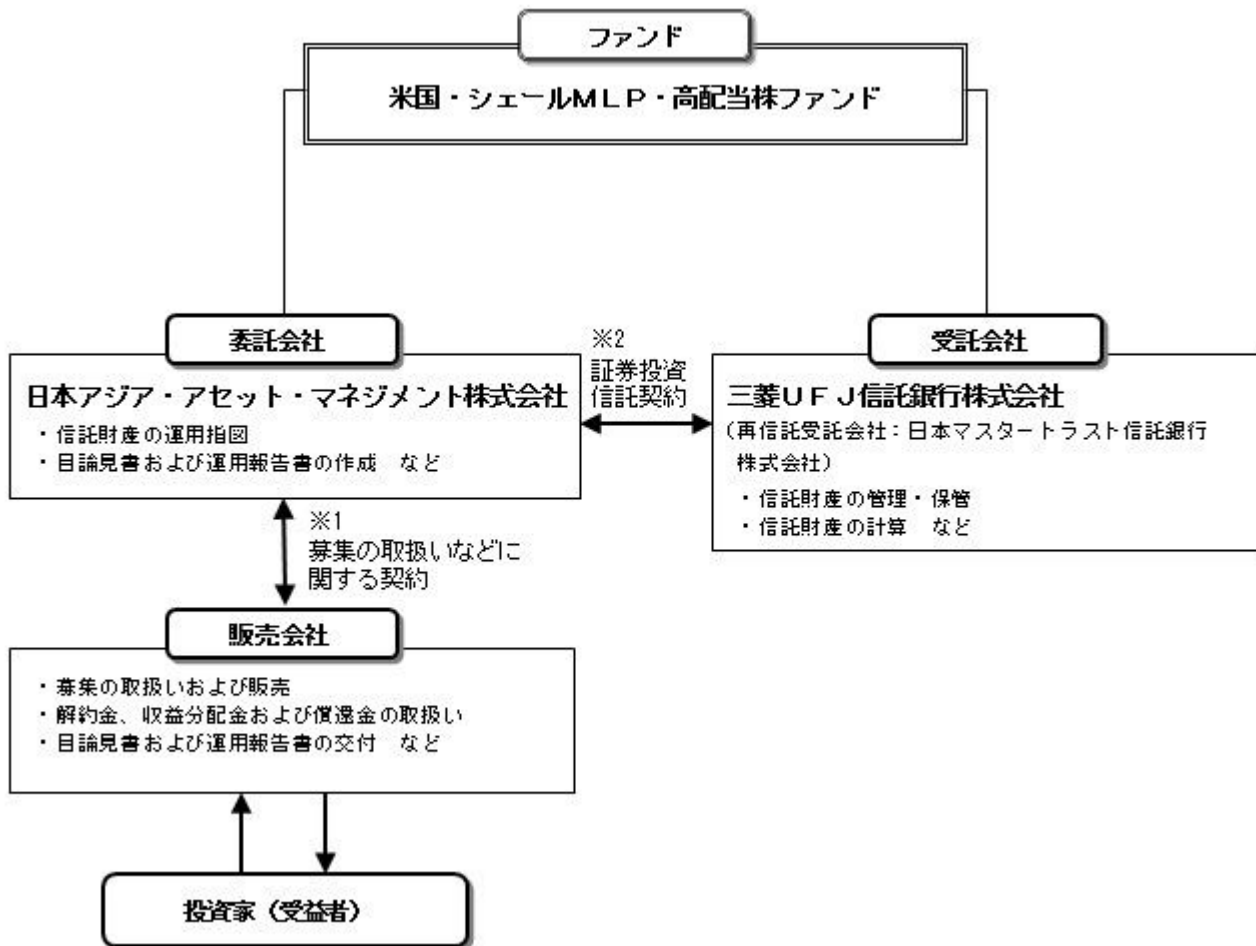 ファンド
米国・シェールＭＬＰ・高配当株ファンド
委託会社
日本アジア・アセット・マネジメント株式会社
・信託財産の運用指図
・目論見書および運用報告書の作成　など
※2
証券投資
信託契約
受託会社
三菱ＵＦＪ信託銀行株式会社
（再信託受託会社：日本マスタートラスト信託銀行
株式会社）
・信託財産の管理・保管
・信託財産の計算　など
※1
募集の取扱いなどに
関する契約
販売会社
・募集の取扱いおよび販売
・解約金、収益分配金および償還金の取扱い
・目論見書および運用報告書の交付　など
投資家（受益者）